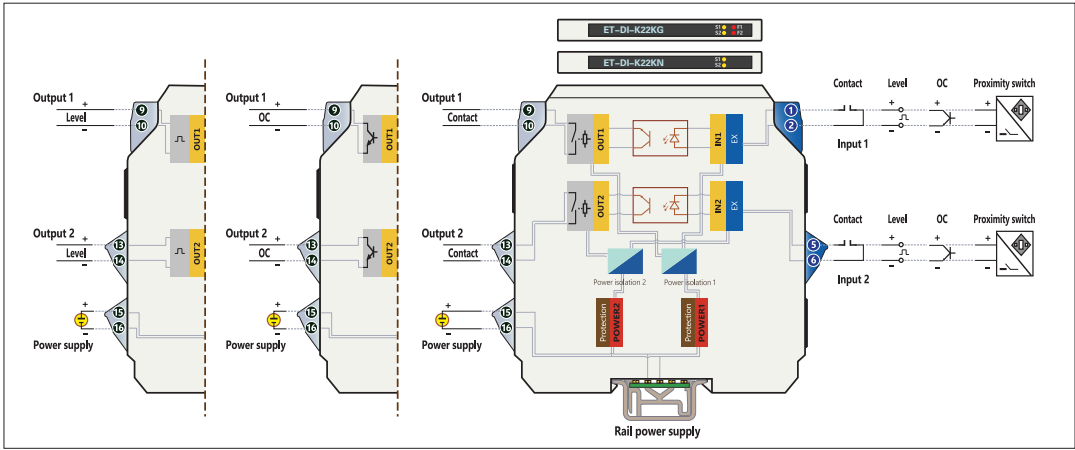 ET-DI-K22KG
S1 F1
S2 F2
ET-DI-K22KN
S1
S2
Output 1
+
Level
−
9
10
OUT1
Output 2
+
Level
−
13
14
OUT2
+
−
15
16
Power supply
Output 1
+
OC
−
9
10
OUT1
Output 2
+
OC
−
13
14
OUT2
+
−
15
16
Power supply
Output 1
Contact
9
10
OUT1
IN1
EX
Output 2
Contact
13
14
OUT2
IN2
EX
Power isolation 2
Power isolation 1
Protection
POWER2
Protection
POWER1
+
−
15
16
Power supply
Rail power supply
1
2
Contact
Level
OC
Proximity switch
+
+
+
−
−
−
Input 1
5
6
Contact
Level
OC
Proximity switch
+
+
+
−
−
−
Input 2